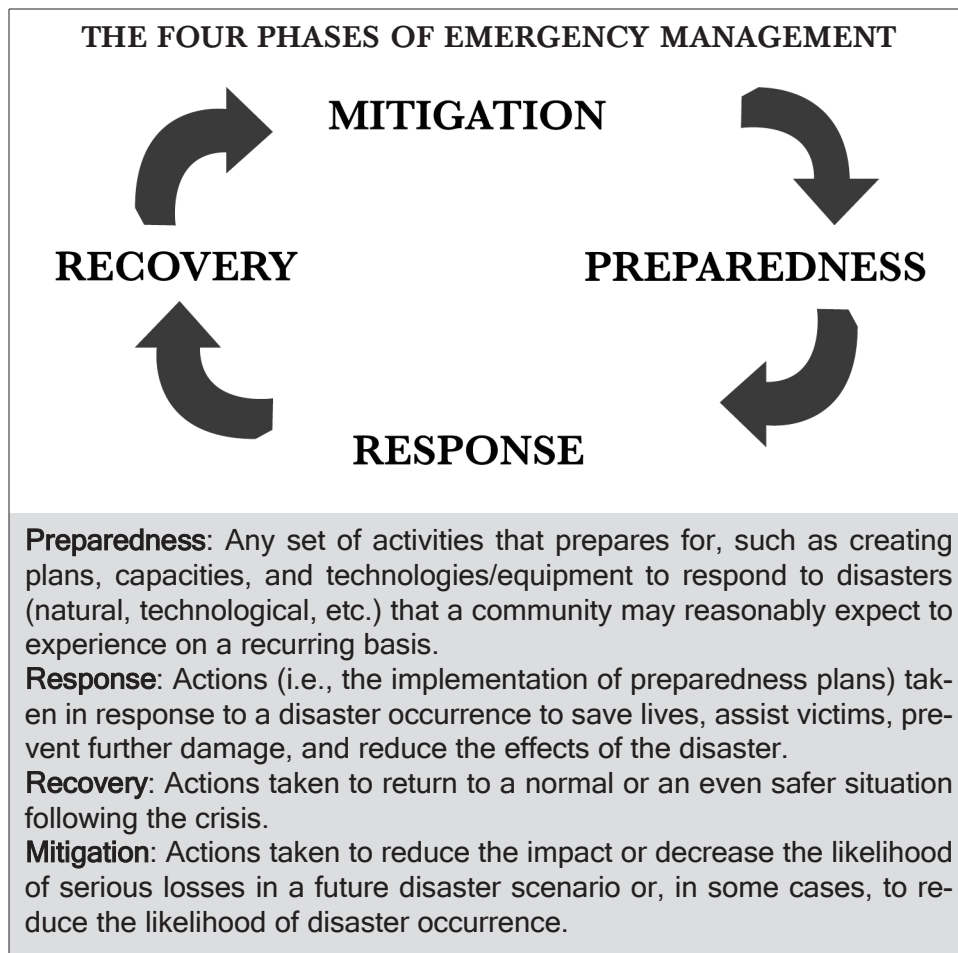 THE FOUR PHASES OF EMERGENCY MANAGEMENT
MITIGATION
RECOVERY
PREPAREDNESS
RESPONSE
Preparedness: Any set of activities that prepares for, such as creating
plans, capacities, and technologies/equipment to respond to disasters
(natural, technological, etc.) that a community may reasonably expect to
experience on a recurring basis.
Response: Actions (i.e., the implementation of preparedness plans) tak-
en in response to a disaster occurrence to save lives, assist victims, pre-
vent further damage, and reduce the effects of the disaster.
Recovery: Actions taken to return to a normal or an even safer situation
following the crisis.
Mitigation: Actions taken to reduce the impact or decrease the likelihood
of serious losses in a future disaster scenario or, in some cases, to re-
duce the likelihood of disaster occurrence.